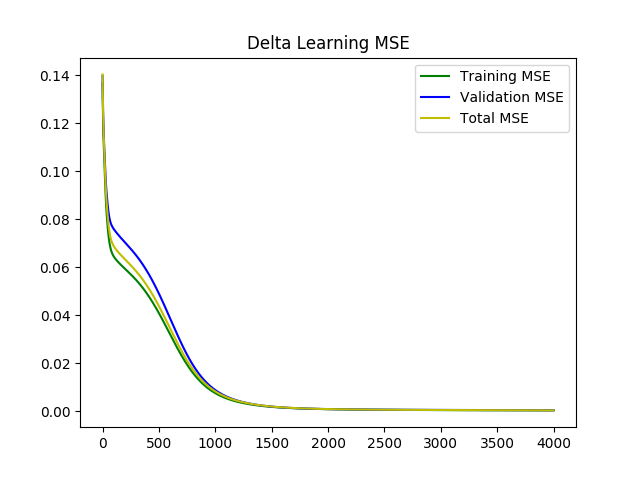 Delta Learning MSE
Training MSE
Validation MSE
Total MSE
0.14
0.12
0.10
0.08
0.06
0.04
0.02
0.00
0 500 1000 1500 2000 2500 3000 3500 4000